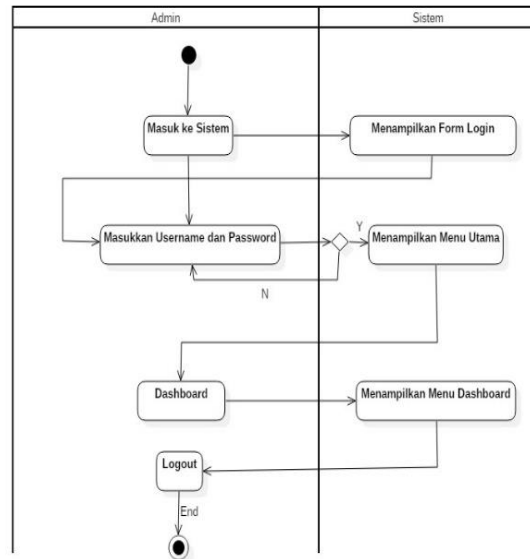 Admin
Sistem
Masuk ke Sistem
Menampilkan Form Login
Masukkan Username dan Password
Y
Menampilkan Menu Utama
N
Dashboard
Menampilkan Menu Dashboard
Logout
End